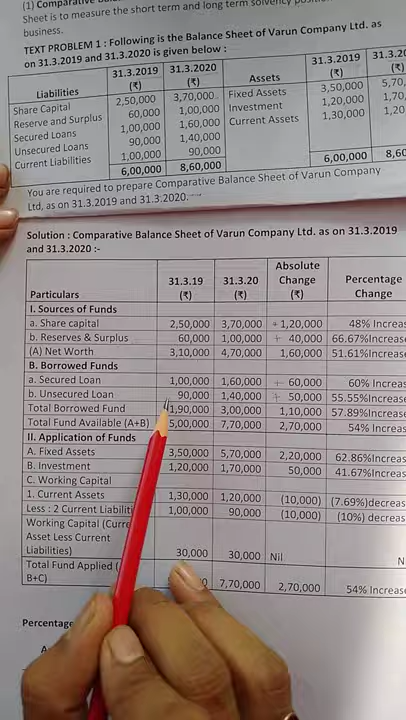 (1) Comparative
Sheet is to measure the short term and long term solvency
business.
TEXT PROBLEM 1 : Following is the Balance Sheet of Varun Company Ltd. as
on 31.3.2019 and 31.3.2020 is given below :
Liabilities 31.3.2019 (₹) 31.3.2020 (₹) Assets 31.3.2019 (₹) 31.3.20
Share Capital 2,50,000 3,70,000 Fixed Assets 3,50,000 5,70,
Reserve and Surplus 60,000 1,00,000 Investment 1,20,000 1,70,
Secured Loans 1,00,000 1,60,000 Current Assets 1,30,000 1,20
Unsecured Loans 90,000 1,40,000
Current Liabilities 1,00,000 90,000
6,00,000 8,60,000 6,00,000 8,60
You are required to prepare Comparative Balance Sheet of Varun Company
Ltd, as on 31.3.2019 and 31.3.2020.
Solution : Comparative Balance Sheet of Varun Company Ltd. as on 31.3.2019
and 31.3.2020 :-
Particulars 31.3.19 (₹) 31.3.20 (₹) Absolute Change (₹) Percentage Change
I. Sources of Funds
a. Share capital 2,50,000 3,70,000 + 1,20,000 48% Increas
b. Reserves & Surplus 60,000 1,00,000 + 40,000 66.67%Increas
(A) Net Worth 3,10,000 4,70,000 1,60,000 51.61%Increas
B. Borrowed Funds
a. Secured Loan 1,00,000 1,60,000 + 60,000 60% Increas
b. Unsecured Loan 90,000 1,40,000 + 50,000 55.55%Increas
Total Borrowed Fund 1,90,000 3,00,000 1,10,000 57.89%Increas
Total Fund Available (A+B) 5,00,000 7,70,000 2,70,000 54% Increas
II. Application of Funds
A. Fixed Assets 3,50,000 5,70,000 2,20,000 62.86%Increas
B. Investment 1,20,000 1,70,000 50,000 41.67%Increas
C. Working Capital
1. Current Assets 1,30,000 1,20,000 (10,000) (7.69%)decreas
Less : 2 Current Liabiliti 1,00,000 90,000 (10,000) (10%) decreas
Working Capital (Curre
Asset Less Current
Liabilities) 30,000 30,000 Nil N
Total Fund Applied (
B+C) 7,70,000 2,70,000 54% Increase
Percentage